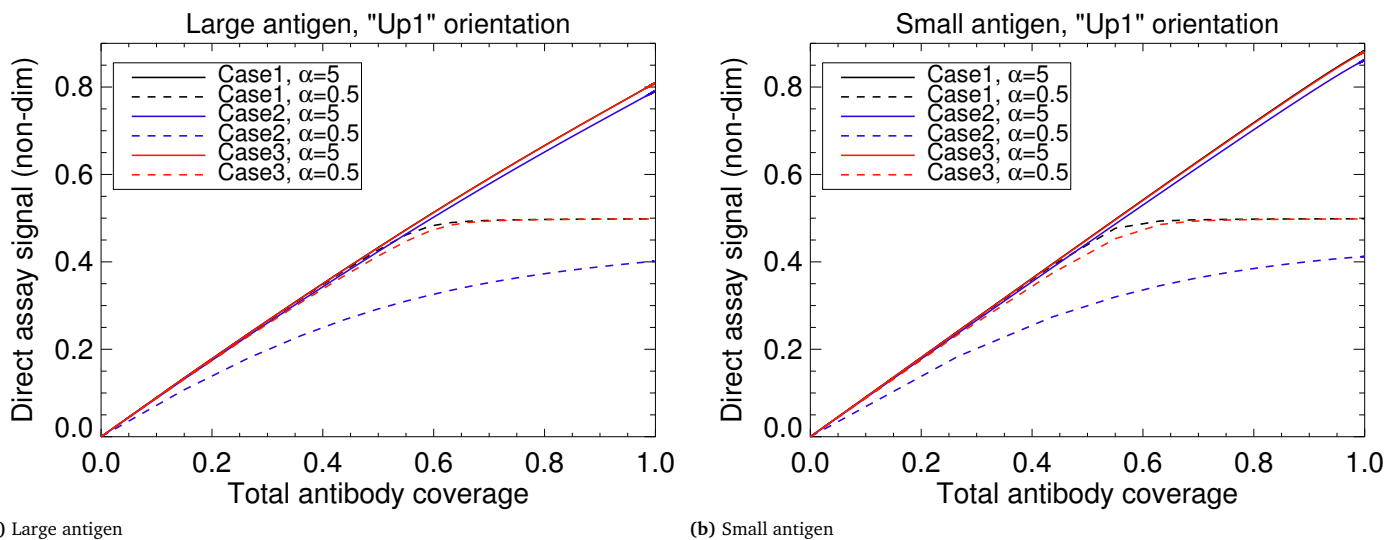 Large antigen, "Up1" orientation
Direct assay signal (non-dim)
0.8
0.6
0.4
0.2
0.0
Case1, α=5
Case1, α=0.5
Case2, α=5
Case2, α=0.5
Case3, α=5
Case3, α=0.5
0.0 0.2 0.4 0.6 0.8 1.0
Total antibody coverage
) Large antigen
Small antigen, "Up1" orientation
Direct assay signal (non-dim)
0.8
0.6
0.4
0.2
0.0
Case1, α=5
Case1, α=0.5
Case2, α=5
Case2, α=0.5
Case3, α=5
Case3, α=0.5
0.0 0.2 0.4 0.6 0.8 1.0
Total antibody coverage
(b) Small antigen